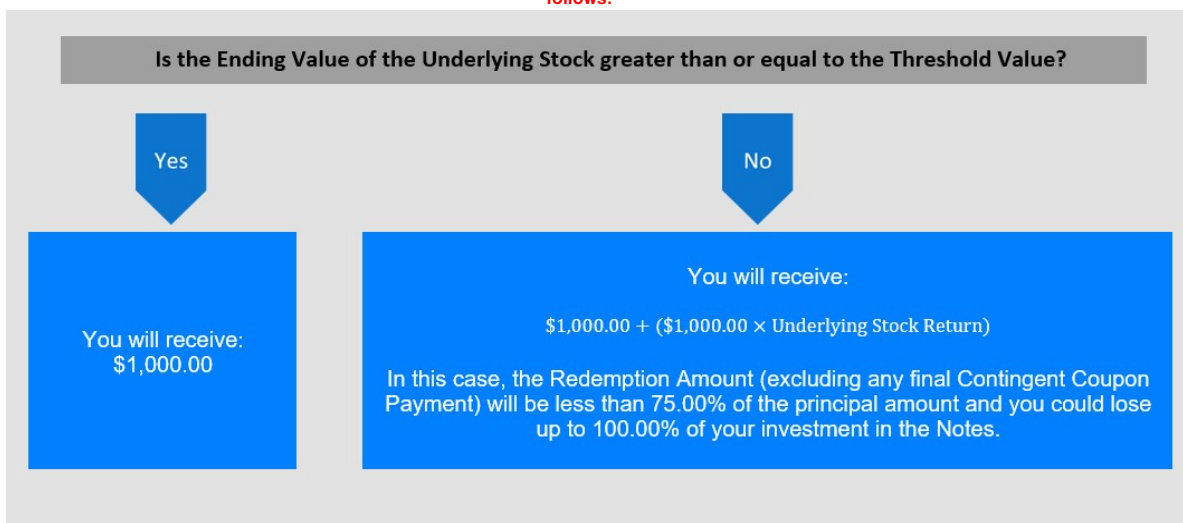 follows:
Is the Ending Value of the Underlying Stock greater than or equal to the Threshold Value?
Yes
No
You will receive:
$1,000.00
You will receive:
$1,000.00 + ($1,000.00 × Underlying Stock Return)
In this case, the Redemption Amount (excluding any final Contingent Coupon
Payment) will be less than 75.00% of the principal amount and you could lose
up to 100.00% of your investment in the Notes.